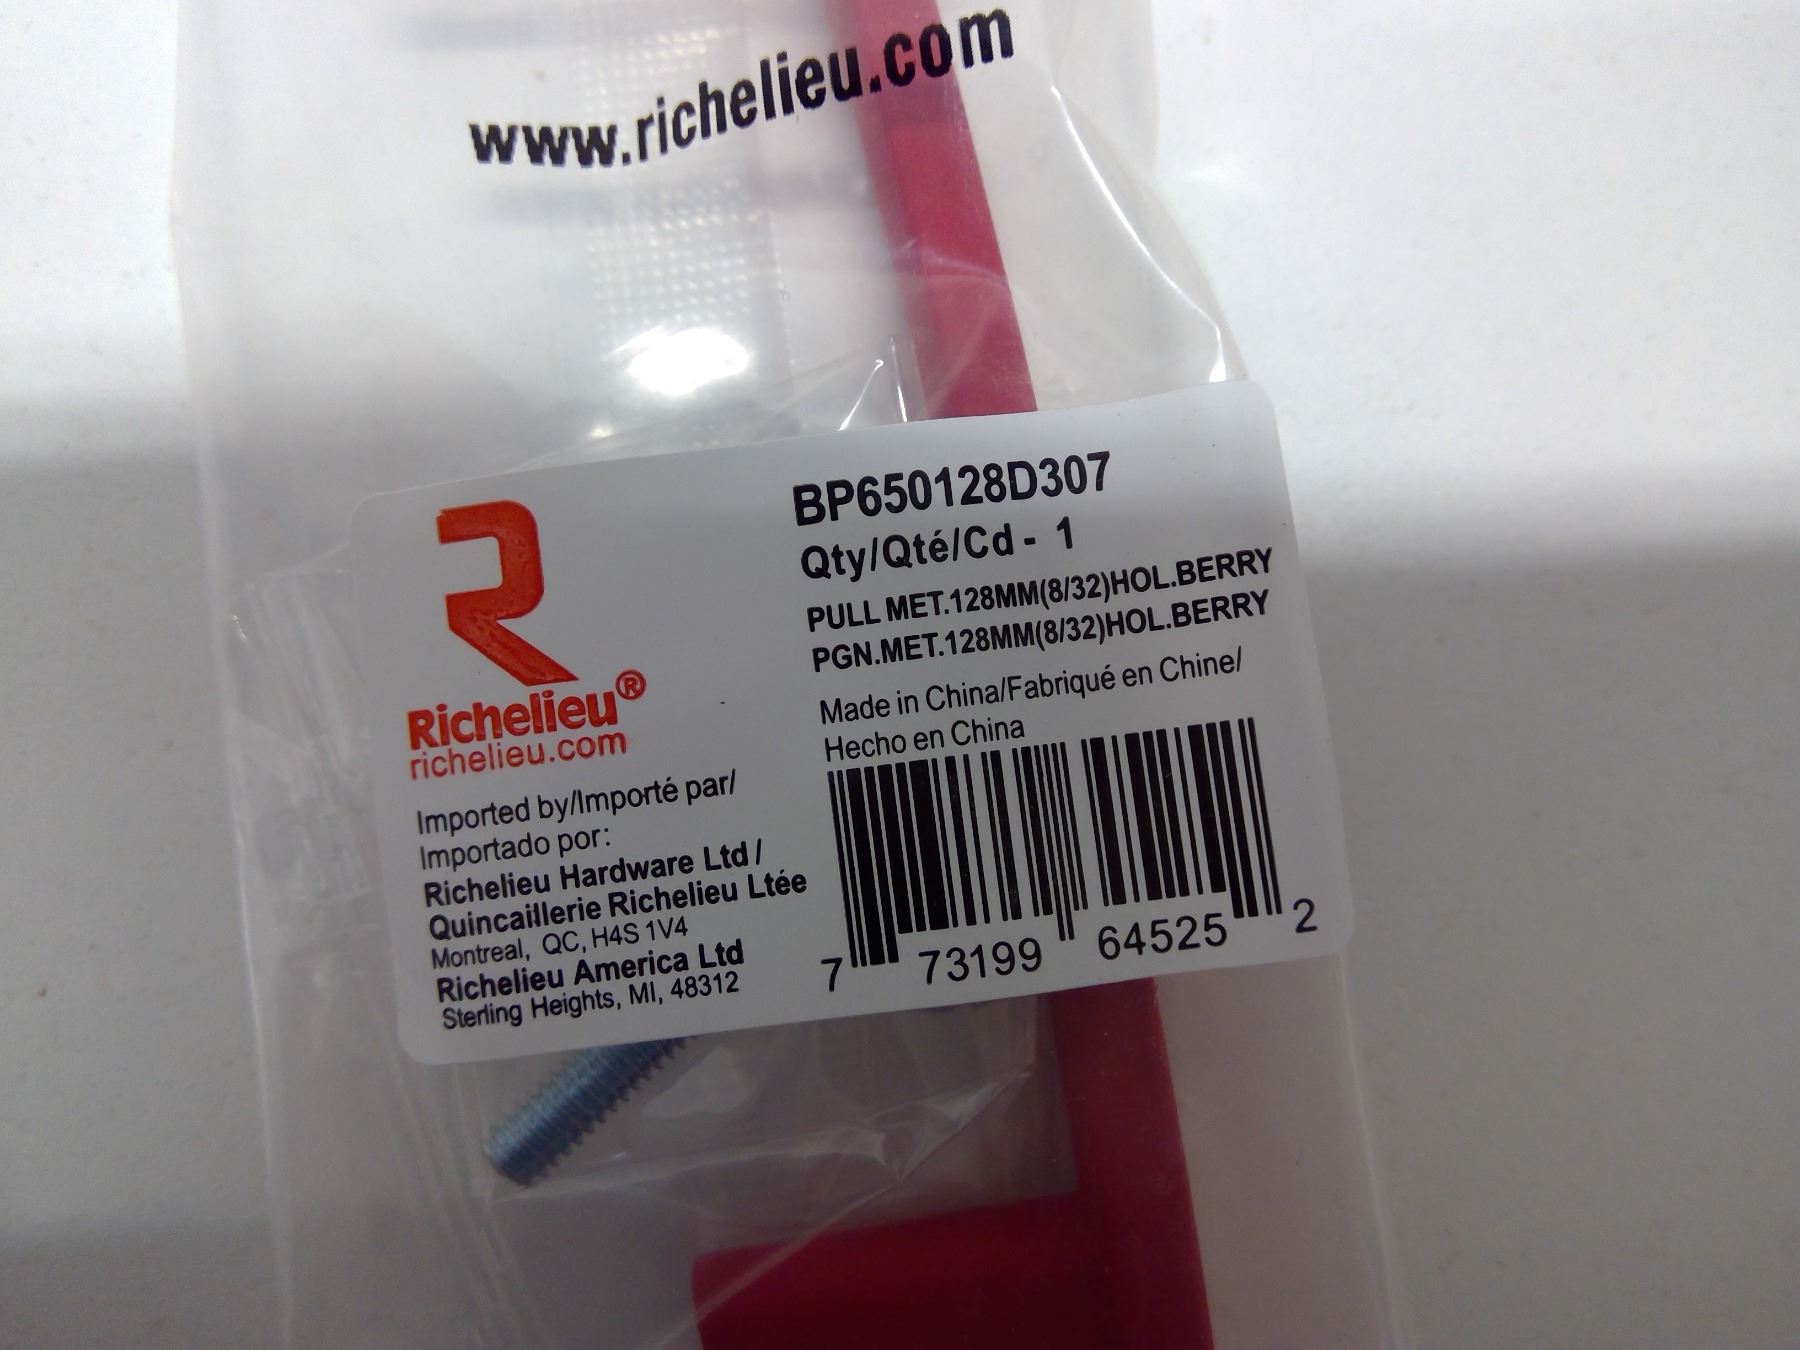 www.richelieu.com
Richelieu®
richelieu.com
Imported by/Importé par/
Importado por:
Richelieu Hardware Ltd /
Quincaillerie Richelieu Ltée
Montreal, QC, H4S 1V4
Richelieu America Ltd
Sterling Heights, MI, 48312
BP650128D307
Qty/Qté/Cd - 1
PULL MET.128MM(8/32)HOL.BERRY
PGN.MET.128MM(8/32)HOL.BERRY
Made in China/Fabriqué en Chine/
Hecho en China
7 73199 64525 2